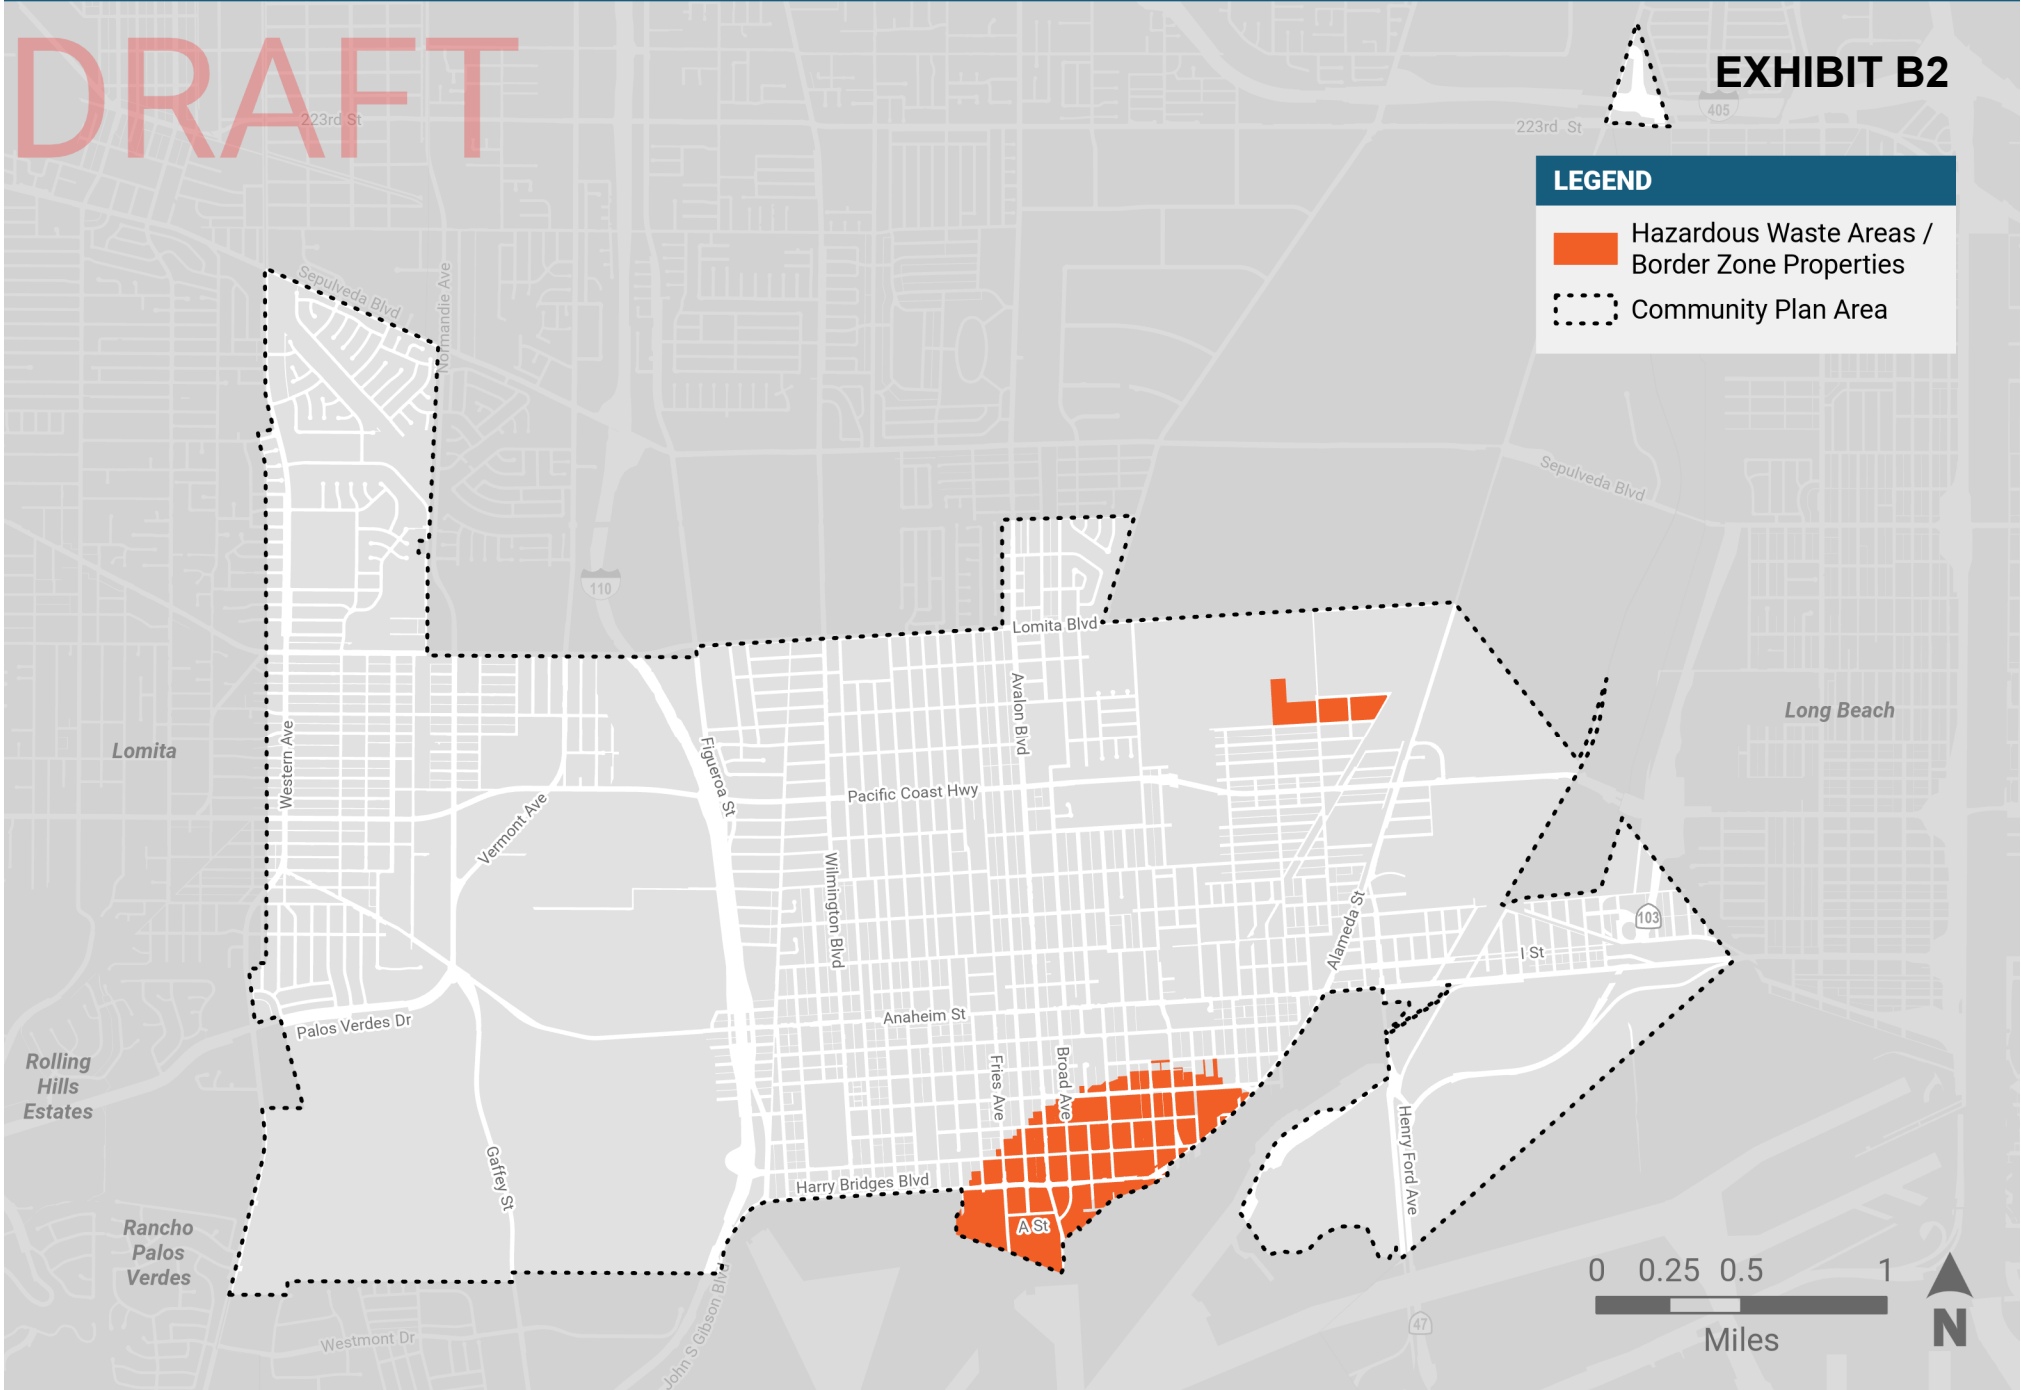 DRAFT
EXHIBIT B2
405
223rd St
223rd St
LEGEND
Hazardous Waste Areas /
Border Zone Properties
Community Plan Area
Sepulveda Blvd
Normandie Ave
Sepulveda Blvd
110
Lomita Blvd
Avalon Blvd
Long Beach
Lomita
Western Ave
Figueroa St
Pacific Coast Hwy
Vermont Ave
Wilmington Blvd
Alameda St
103
I St
Anaheim St
Palos Verdes Dr
Rolling
Hills
Estates
Fries Ave
Broad Ave
Henry Ford Ave
Gaffey St
Harry Bridges Blvd
A St
Rancho
Palos
Verdes
0 0.25 0.5 1
Miles
N
47
Westmont Dr
John S Gibson Blvd